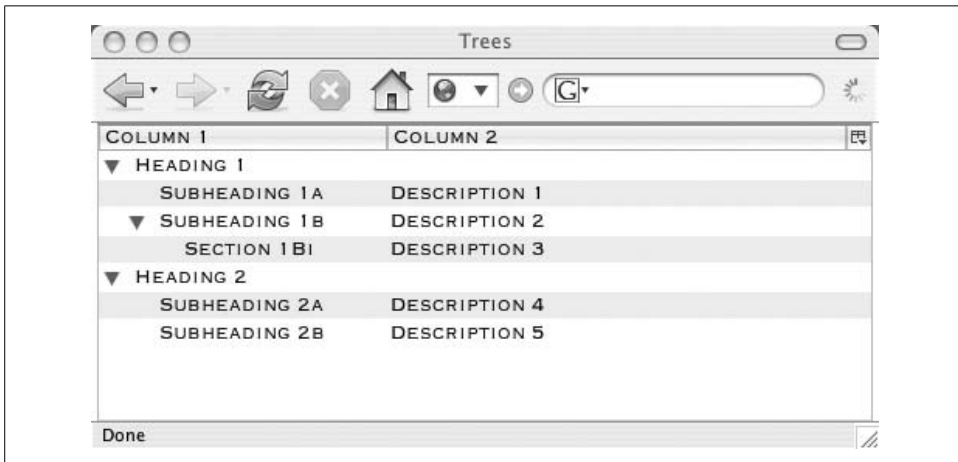 Trees
G
Column 1 Column 2
Heading 1
Subheading 1a Description 1
Subheading 1b Description 2
Section 1bi Description 3
Heading 2
Subheading 2a Description 4
Subheading 2b Description 5
Done